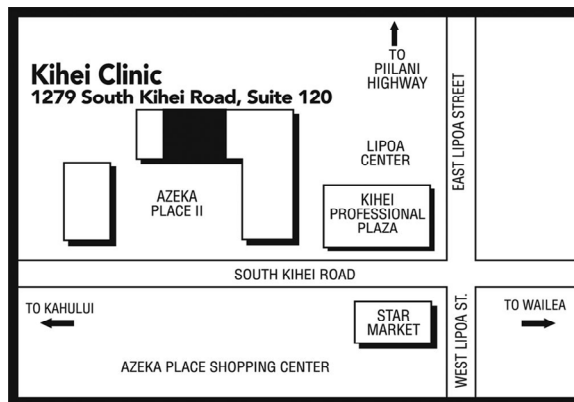 Kihei Clinic
1279 South Kihei Road, Suite 120
TO
PIILANI
HIGHWAY
EAST LIPOA STREET
LIPOA
CENTER
AZEKA
PLACE II
KIHEI
PROFESSIONAL
PLAZA
SOUTH KIHEI ROAD
TO KAHULUI
STAR
MARKET
WEST LIPOA ST.
TO WAILEA
AZEKA PLACE SHOPPING CENTER